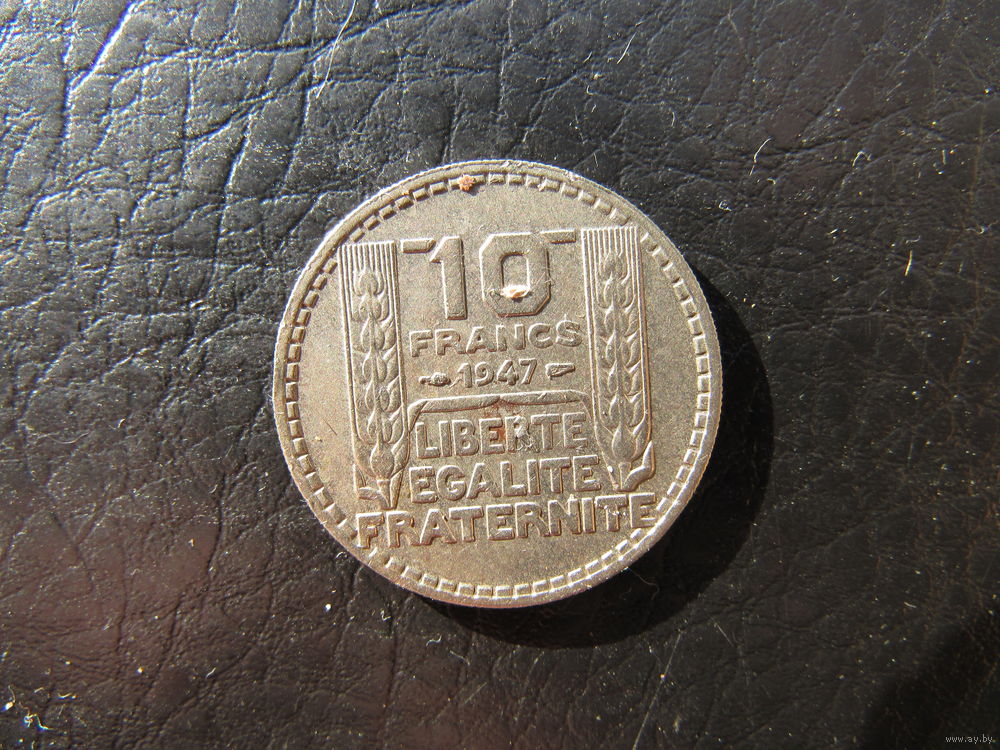 10
FRANCS
1947
LIBERTE
EGALITE
FRATERNITE
www.ay.by